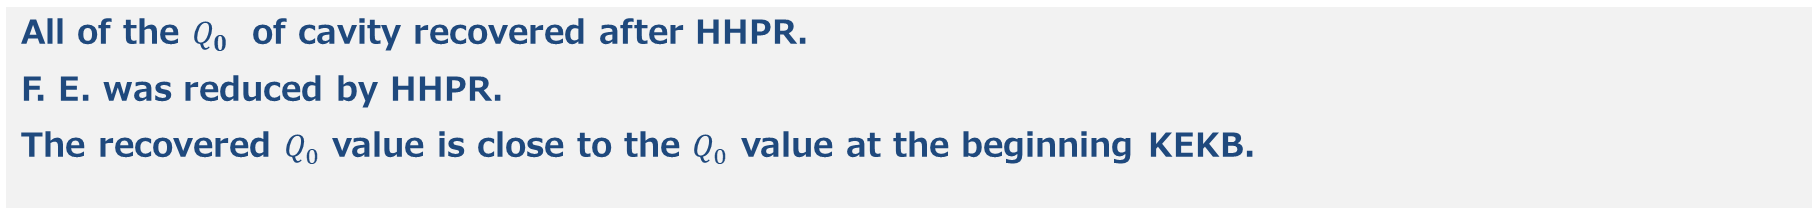 All of the Q₀ of cavity recovered after HHPR.
F. E. was reduced by HHPR.
The recovered Q₀ value is close to the Q₀ value at the beginning KEKB.